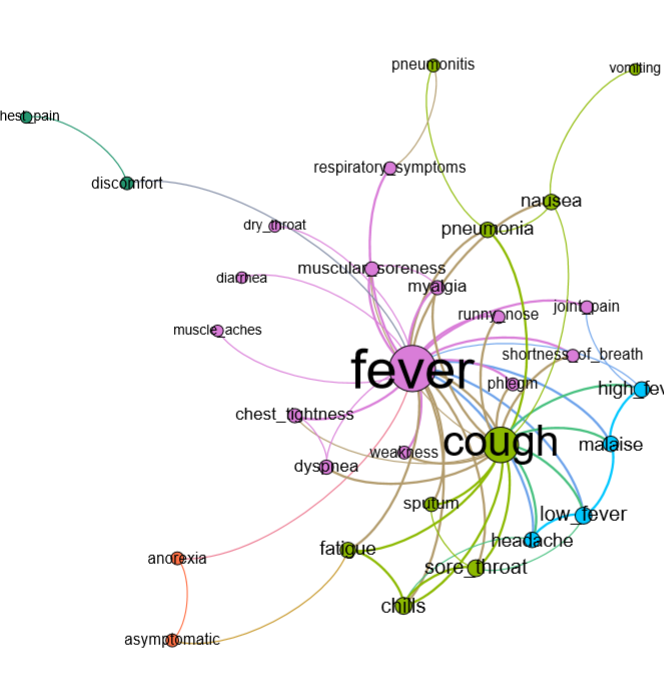 pneumonitis
vomiting
hest_pain
respiratory_symptoms
discomfort
nausea
dry_throat
pneumonia
muscular_soreness
diarrhea
myalgia
joint_pain
runny_nose
muscle_aches
shortness_of_breath
fever
phlegm
high_fev
chest_tightness
cough
malaise
weakness
dyspnea
sputum
low_fever
headache
fatigue
anorexia
sore_throat
chills
asymptomatic